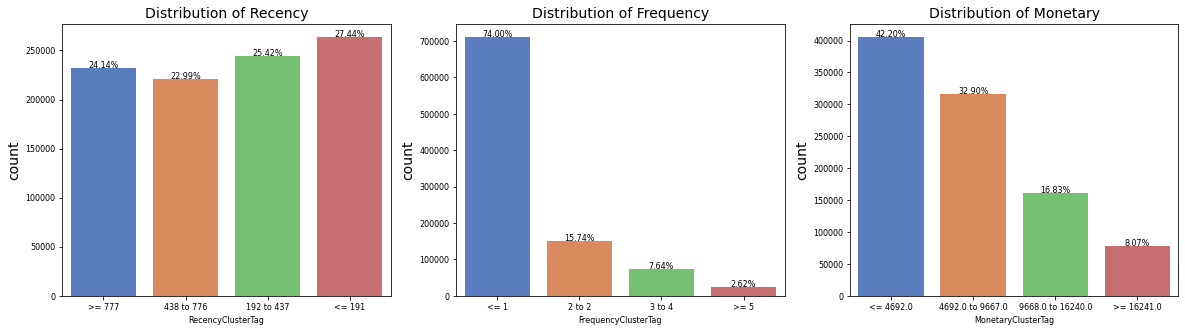 Distribution of Recency
count
250000
200000
150000
100000
50000
0
24.14%
22.99%
25.42%
27.44%
>= 777
438 to 776
192 to 437
<= 191
RecencyClusterTag
Distribution of Frequency
count
700000
600000
500000
400000
300000
200000
100000
0
74.00%
15.74%
7.64%
2.62%
<= 1
2 to 2
3 to 4
>= 5
FrequencyClusterTag
Distribution of Monetary
count
400000
350000
300000
250000
200000
150000
100000
50000
0
42.20%
32.90%
16.83%
8.07%
<= 4692.0
4692.0 to 9667.0
9668.0 to 16240.0
>= 16241.0
MonetaryClusterTag